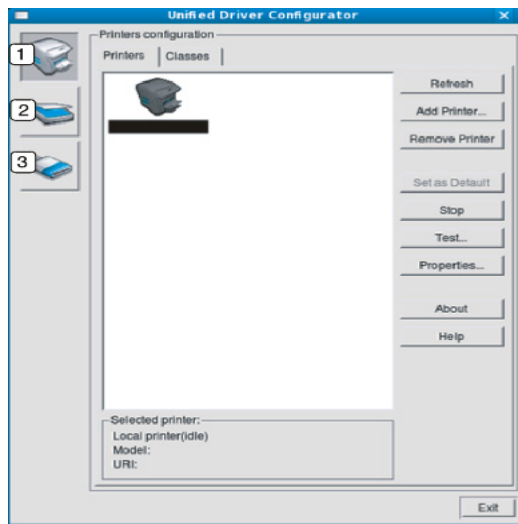 Unified Driver Configurator
Printers configuration
1
2
3
Printers
Classes
Refresh
Add Printer...
Remove Printer
Set as Default
Stop
Test...
Properties...
About
Help
Selected printer:
Local printer(idle)
Model:
URI:
Exit